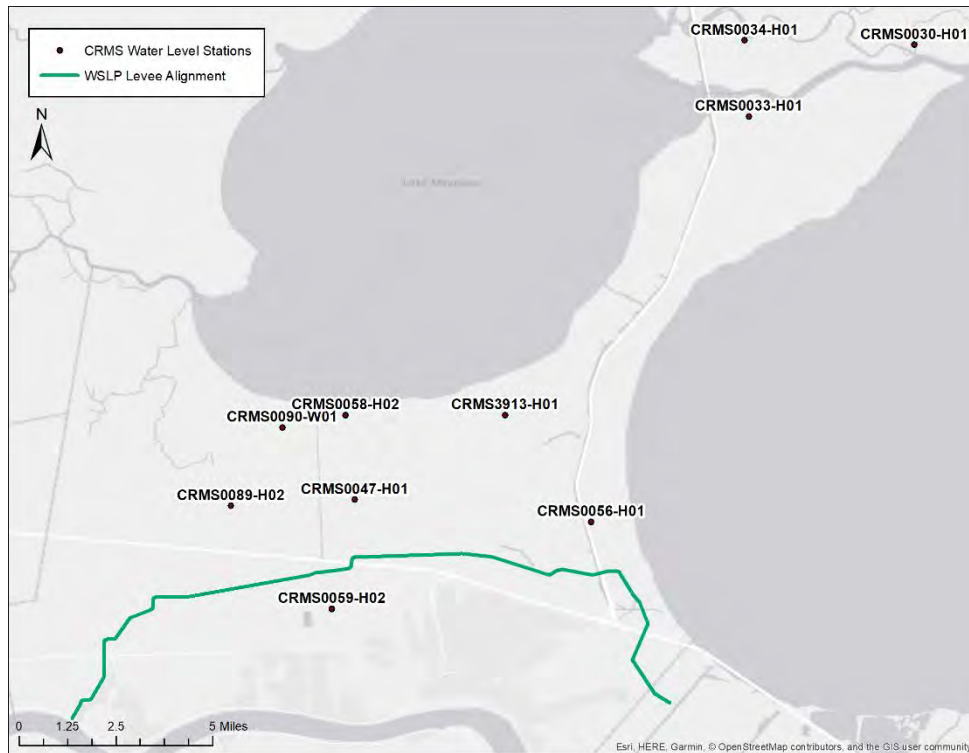 CRMS Water Level Stations
WSLP Levee Alignment
N
CRMS0034-H01
CRMS0030-H01
CRMS0033-H01
Lake Maurepas
CRMS0058-H02
CRMS3913-H01
CRMS0090-W01
CRMS0089-H02
CRMS0047-H01
CRMS0056-H01
CRMS0059-H02
0 1.25 2.5 5 Miles
Esri, HERE, Garmin, © OpenStreetMap contributors, and the GIS user community